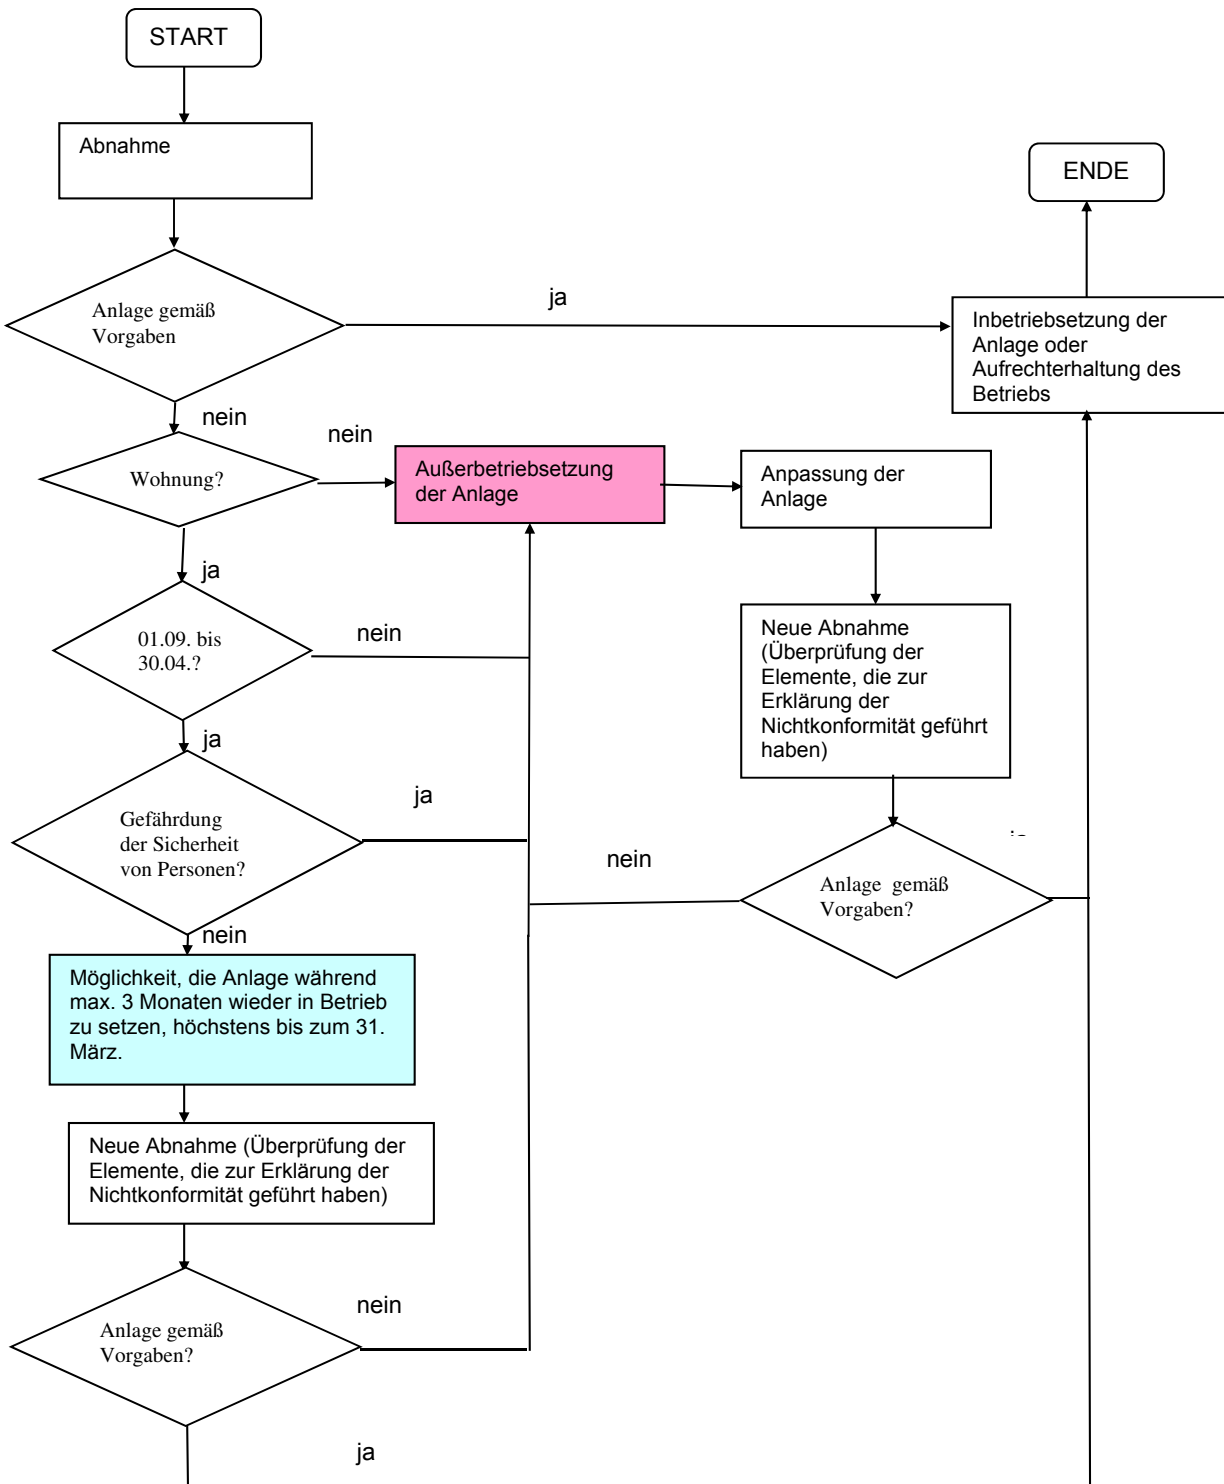 START
Abnahme
ENDE
Anlage gemäß
Vorgaben
ja
Inbetriebsetzung der
Anlage oder
Aufrechterhaltung des
Betriebs
nein
nein
Wohnung?
Außerbetriebsetzung
der Anlage
Anpassung der
Anlage
ja
01.09. bis
30.04.?
nein
Neue Abnahme
(Überprüfung der
Elemente, die zur
Erklärung der
Nichtkonformität geführt
haben)
ja
Gefährdung
der Sicherheit
von Personen?
ja
nein
Anlage gemäß
Vorgaben?
nein
Möglichkeit, die Anlage während
max. 3 Monaten wieder in Betrieb
zu setzen, höchstens bis zum 31.
März.
Neue Abnahme (Überprüfung der
Elemente, die zur Erklärung der
Nichtkonformität geführt haben)
nein
Anlage gemäß
Vorgaben?
ja